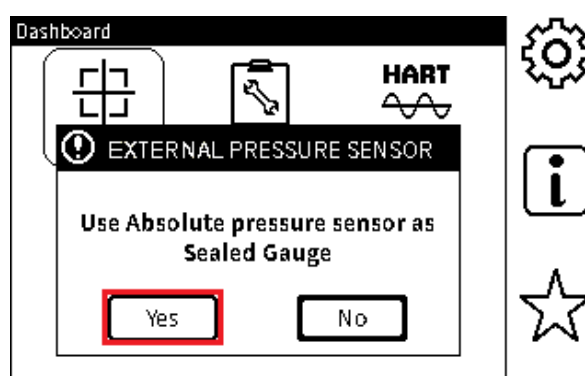 Dashboard
HART
EXTERNAL PRESSURE SENSOR
Use Absolute pressure sensor as
Sealed Gauge
Yes No